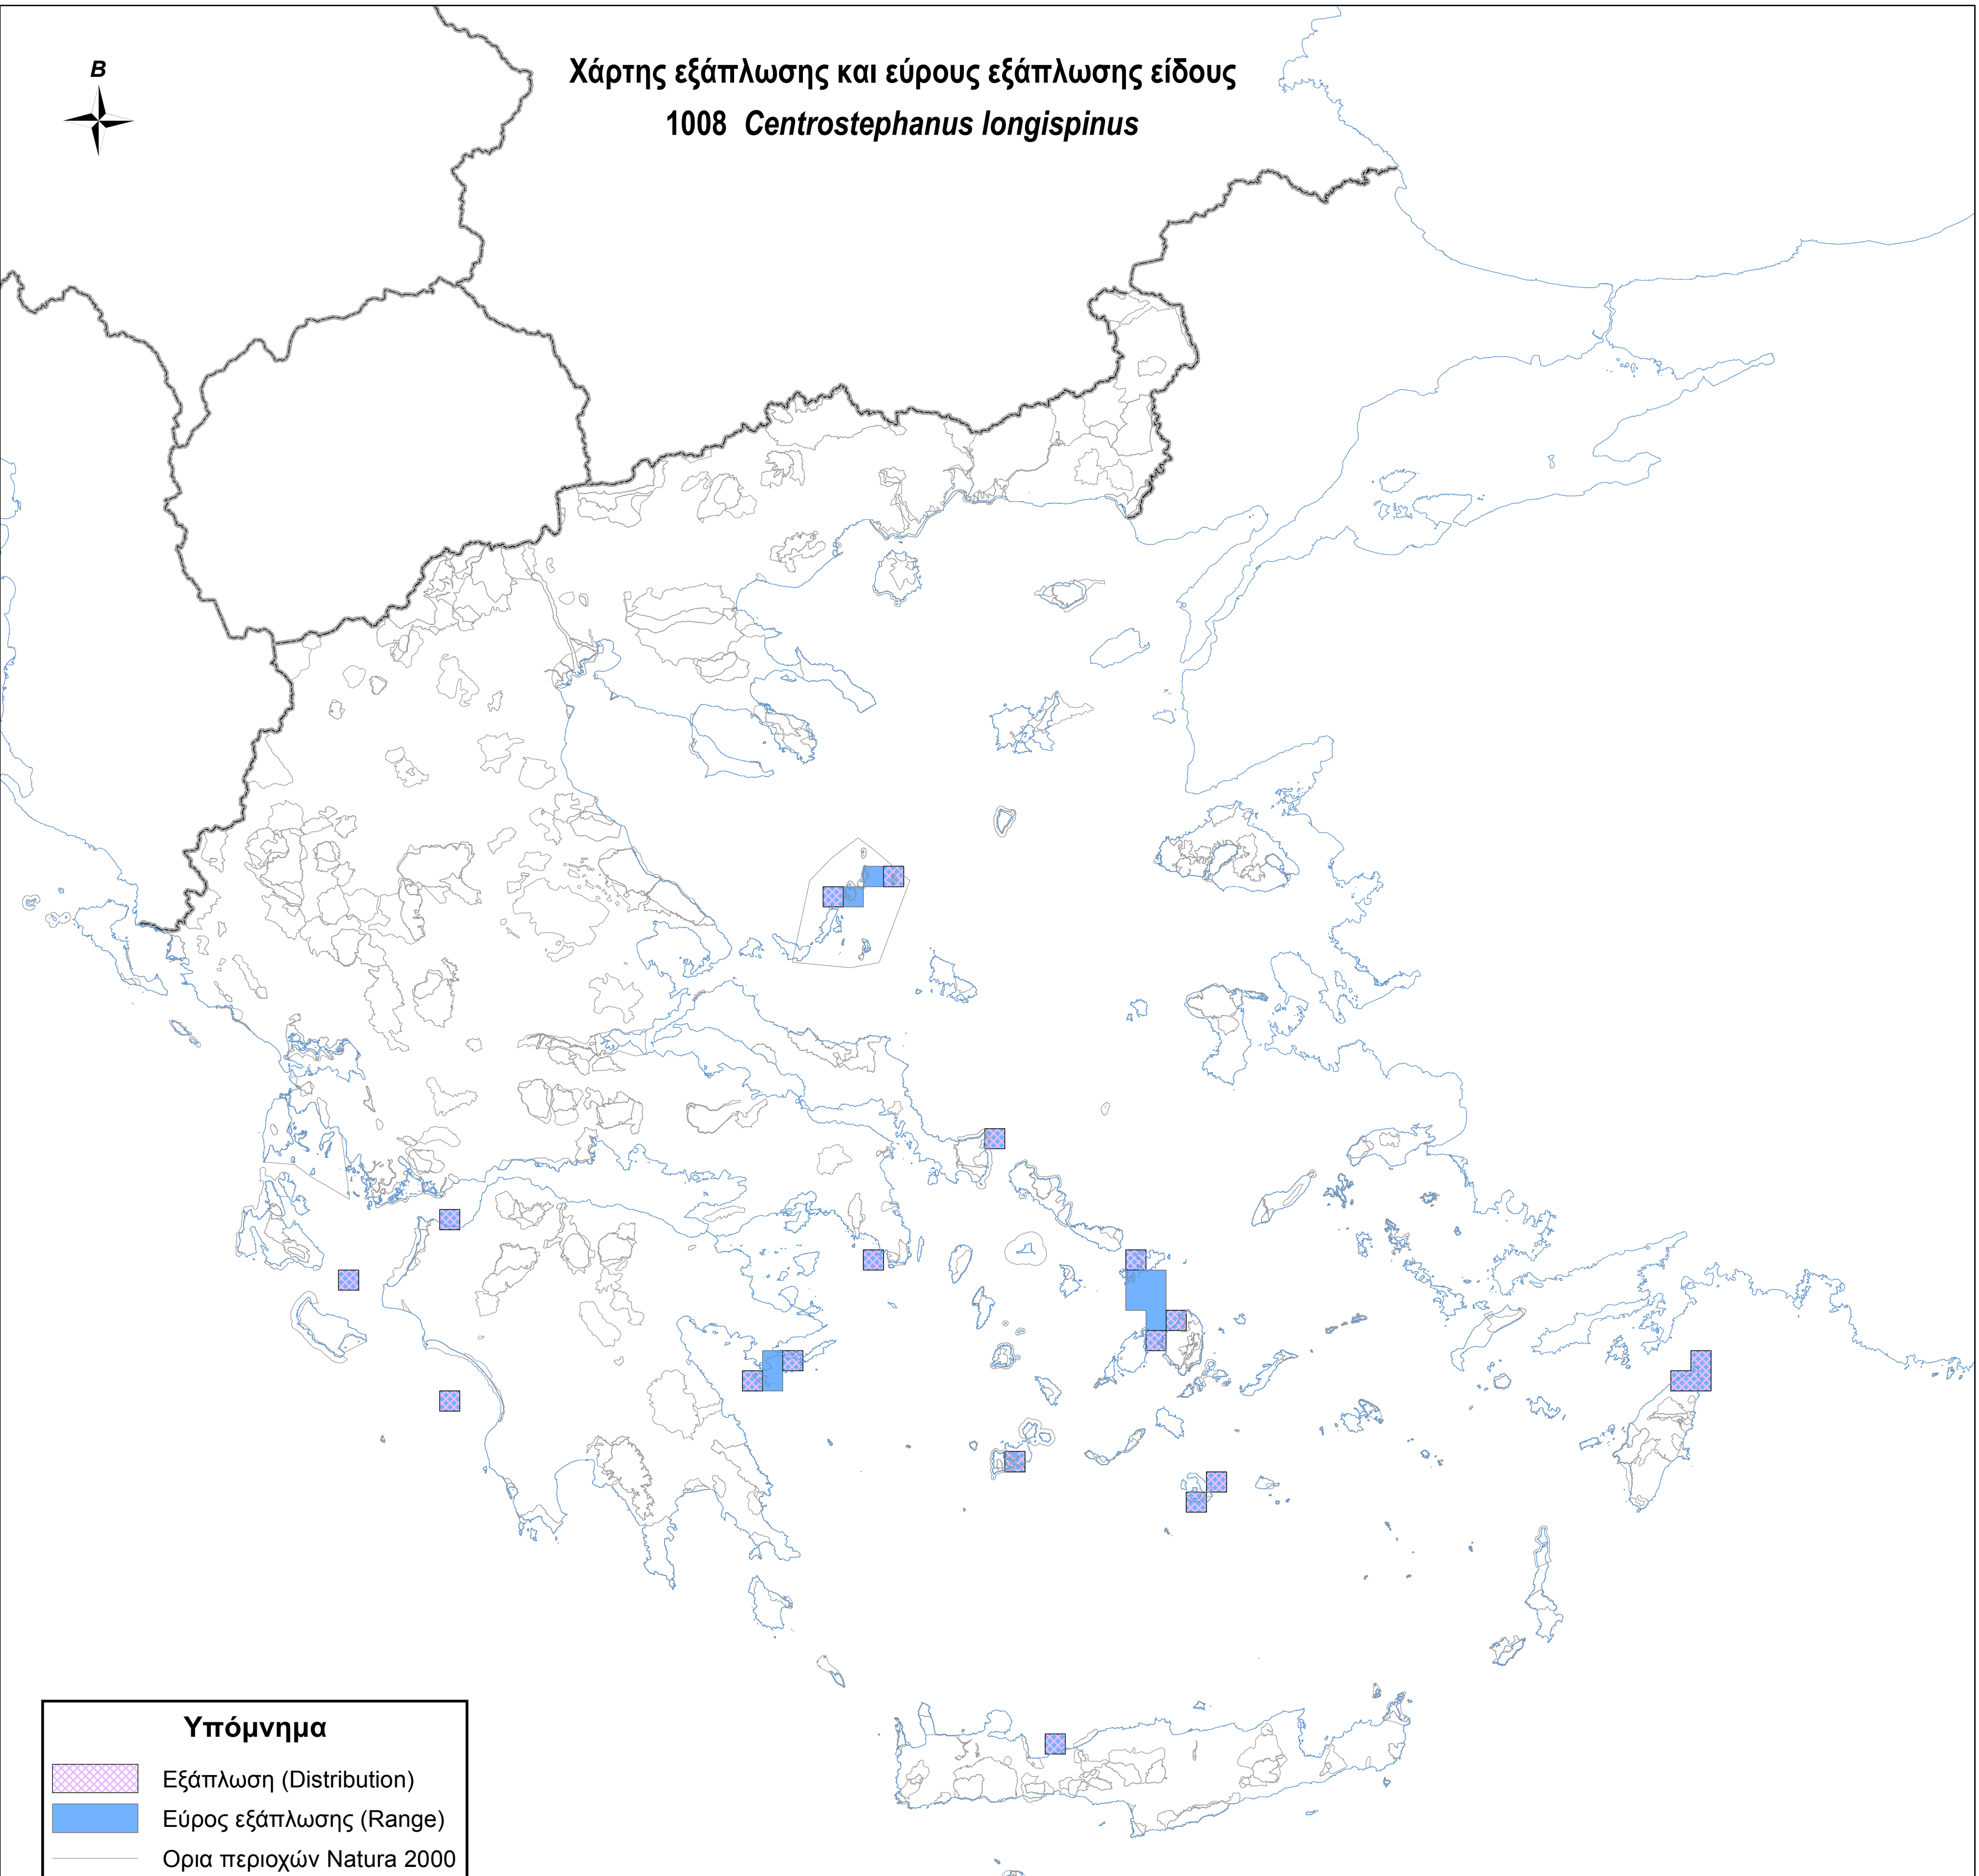 Χάρτης εξάπλωσης και εύρους εξάπλωσης είδους
1008 Centrostephanus longispinus
B
Υπόμνημα
Εξάπλωση (Distribution)
Εύρος εξάπλωσης (Range)
Ορια περιοχών Natura 2000